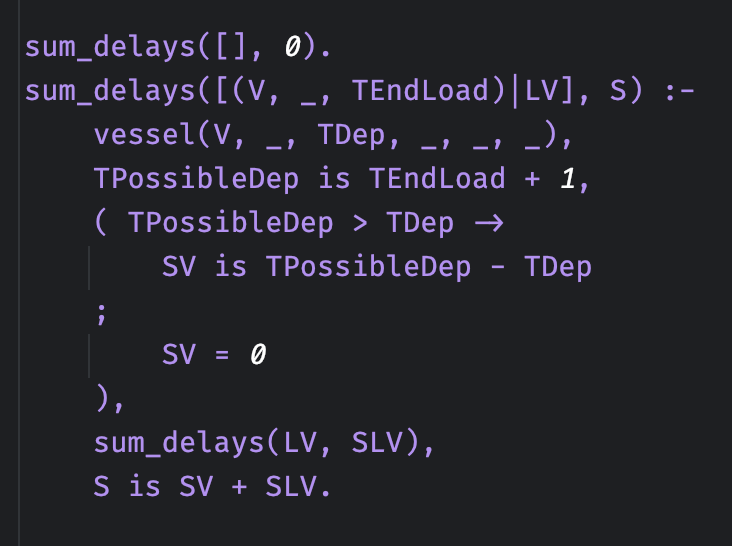 sum_delays([], 0).
sum_delays([(V, _, TEndLoad)|LV], S) :-
    vessel(V, _, TDep, _, _, _),
    TPossibleDep is TEndLoad + 1,
    ( TPossibleDep > TDep ->
        SV is TPossibleDep - TDep
    ;
        SV = 0
    ),
    sum_delays(LV, SLV),
    S is SV + SLV.